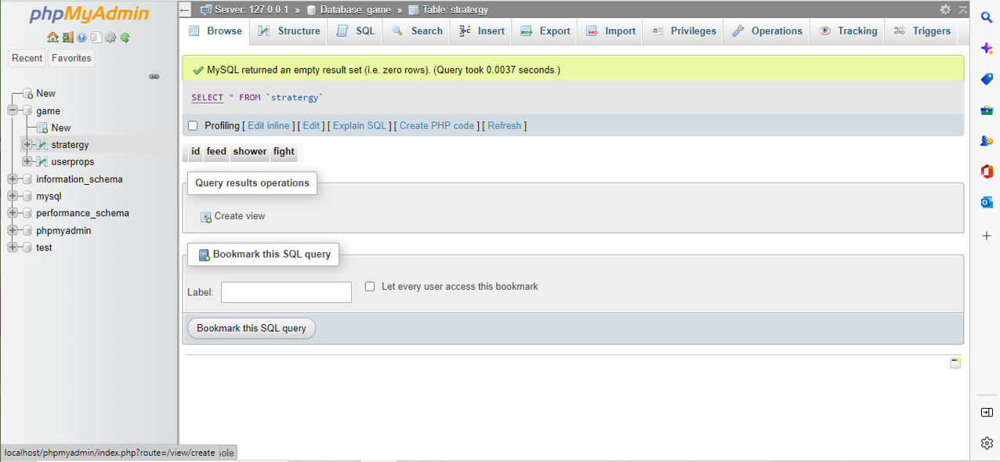 phpMyAdmin
Recent Favorites
New
game
New
stratergy
userprops
information_schema
mysql
performance_schema
phpmyadmin
test
Server: 127.0.0.1 » Database: game » Table: stratergy
Browse Structure SQL Search Insert Export Import Privileges Operations Tracking Triggers
MySQL returned an empty result set (i.e. zero rows). (Query took 0.0037 seconds.)
SELECT * FROM `stratergy`
Profiling [ Edit inline ] [ Edit ] [ Explain SQL ] [ Create PHP code ] [ Refresh ]
id feed shower fight
Query results operations
Create view
Bookmark this SQL query
Label: Let every user access this bookmark
Bookmark this SQL query
localhost/phpmyadmin/index.php?route=/view/create sole